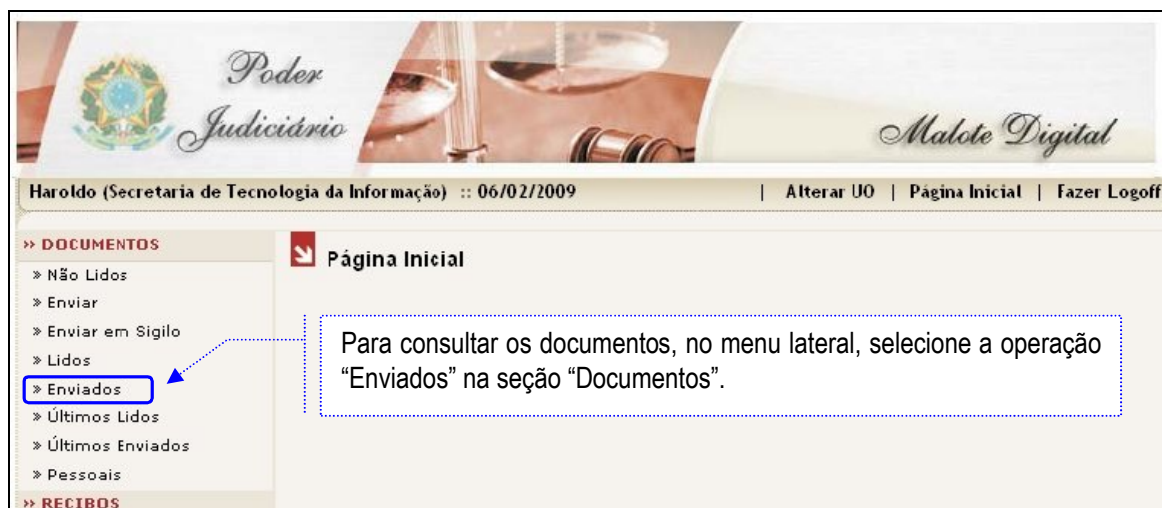 Poder
Judiciário
Malote Digital
Haroldo (Secretaria de Tecnologia da Informação) :: 06/02/2009 | Alterar UO | Página Inicial | Fazer Logoff
» DOCUMENTOS
» Não Lidos
» Enviar
» Enviar em Sigilo
» Lidos
» Enviados
» Últimos Lidos
» Últimos Enviados
» Pessoais
» RECIBOS
Página Inicial
Para consultar os documentos, no menu lateral, selecione a operação
“Enviados” na seção “Documentos”.